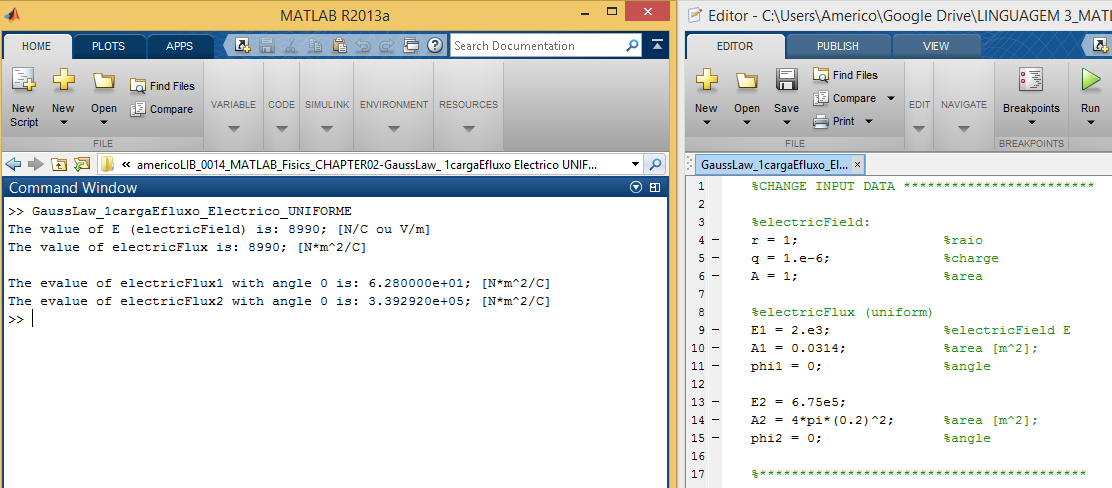 MATLAB R2013a
HOME PLOTS APPS
Search Documentation
New Script
New
Open
Find Files
Compare
VARIABLE
CODE
SIMULINK
ENVIRONMENT
RESOURCES
FILE
« americoLIB_0014_MATLAB_Fisics_CHAPTER02-GaussLaw_1cargaEfluxo Electrico UNIF...
Command Window
>> GaussLaw_1cargaEfluxo_Electrico_UNIFORME
The value of E (electricField) is: 8990; [N/C ou V/m]
The value of electricFlux is: 8990; [N*m^2/C]
The evalue of electricFlux1 with angle 0 is: 6.280000e+01; [N*m^2/C]
The evalue of electricFlux2 with angle 0 is: 3.392920e+05; [N*m^2/C]
>>
Editor - C:\Users\Americo\Google Drive\LINGUAGEM 3_MATL
EDITOR PUBLISH VIEW
New
Open
Save
Find Files
Compare
Print
EDIT
NAVIGATE
Breakpoints
Run
FILE
BREAKPOINTS
GaussLaw_1cargaEfluxo_El... ×
1 %CHANGE INPUT DATA ************************
2
3 %electricField:
4 – r = 1; %raio
5 – q = 1.e-6; %charge
6 – A = 1; %area
7
8 %electricFlux (uniform)
9 – E1 = 2.e3; %electricField E
10 – A1 = 0.0314; %area [m^2];
11 – phi1 = 0; %angle
12
13 – E2 = 6.75e5;
14 – A2 = 4*pi*(0.2)^2; %area [m^2];
15 – phi2 = 0; %angle
16
17 %*****************************************